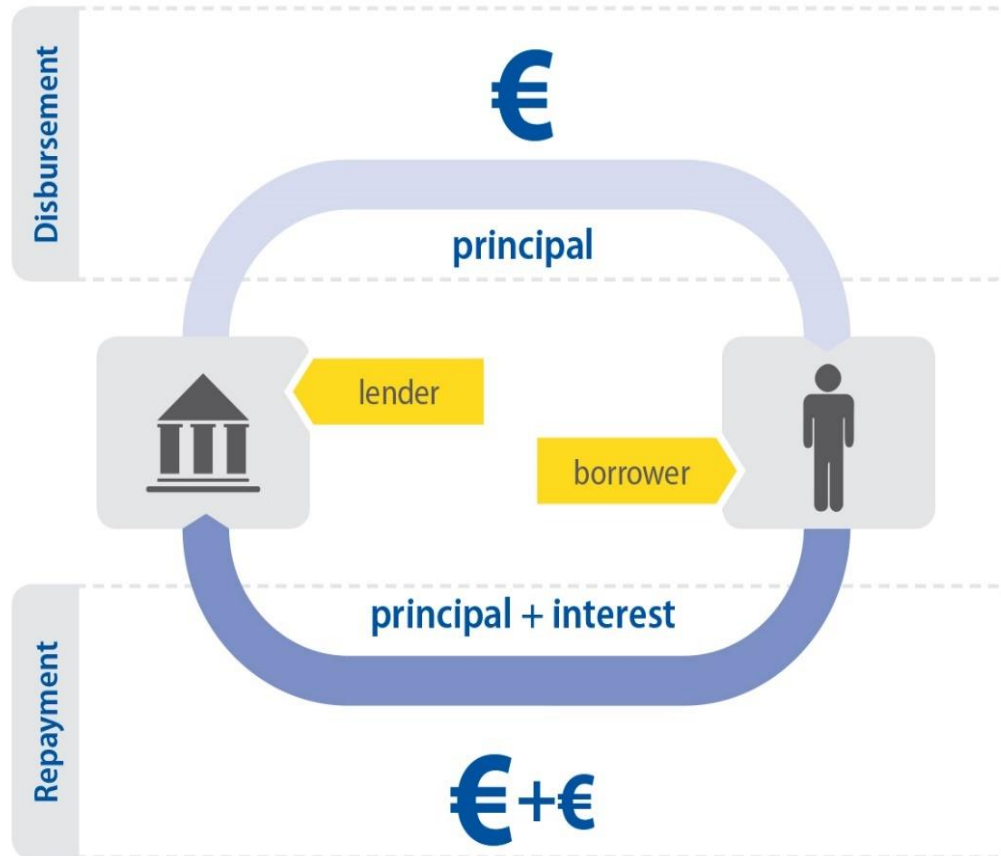 Disbursement
€
principal
lender
borrower
principal + interest
Repayment
€+€